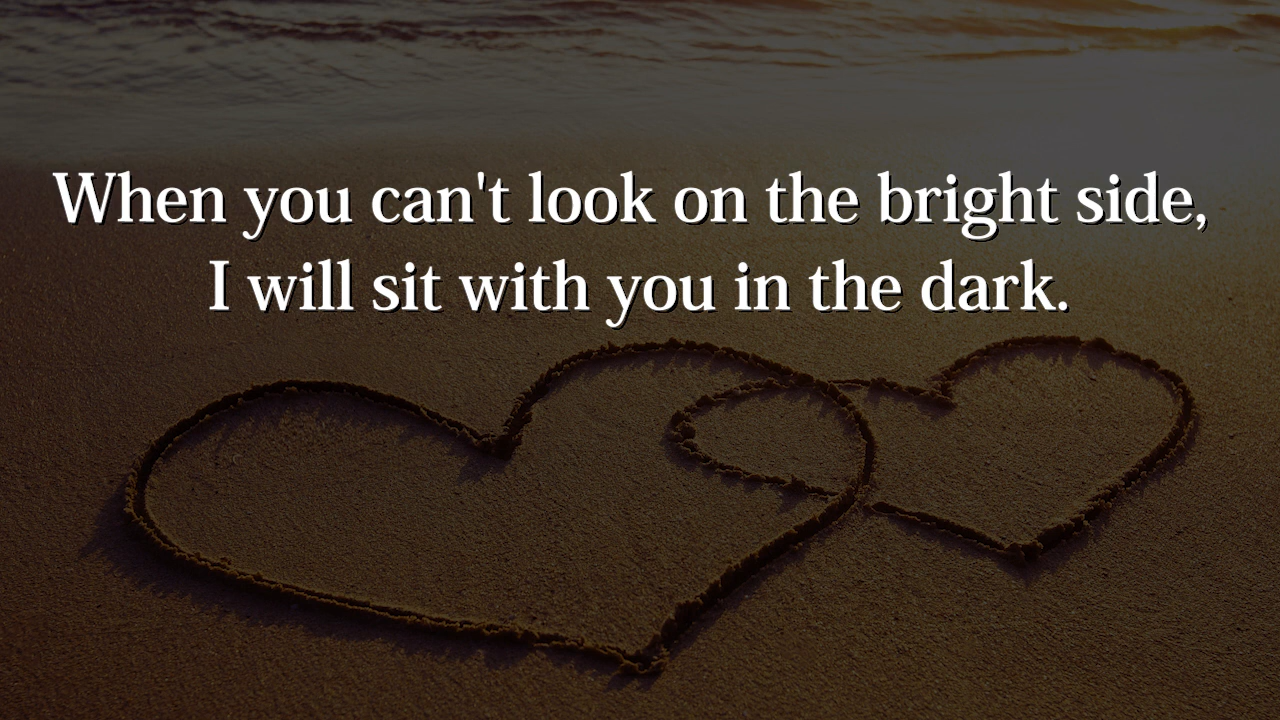 When you can't look on the bright side,
I will sit with you in the dark.